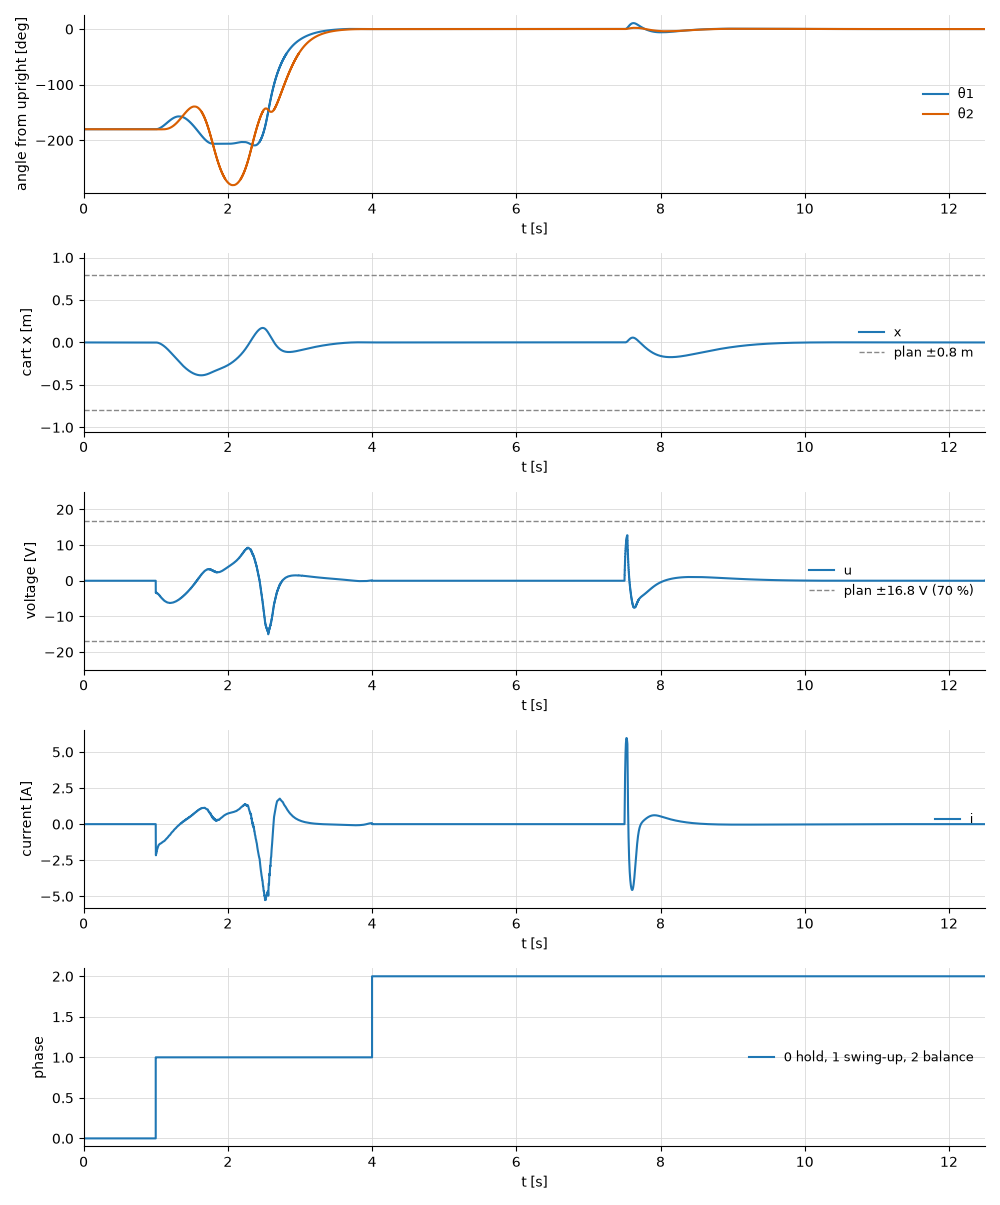 angle from upright [deg]
0
−100
−200
θ1
θ2
0 2 4 6 8 10 12
t [s]
cart x [m]
1.0
0.5
0.0
−0.5
−1.0
x
plan ±0.8 m
0 2 4 6 8 10 12
t [s]
voltage [V]
20
10
0
−10
−20
u
plan ±16.8 V (70 %)
0 2 4 6 8 10 12
t [s]
current [A]
5.0
2.5
0.0
−2.5
−5.0
i
0 2 4 6 8 10 12
t [s]
phase
2.0
1.5
1.0
0.5
0.0
0 hold, 1 swing-up, 2 balance
0 2 4 6 8 10 12
t [s]